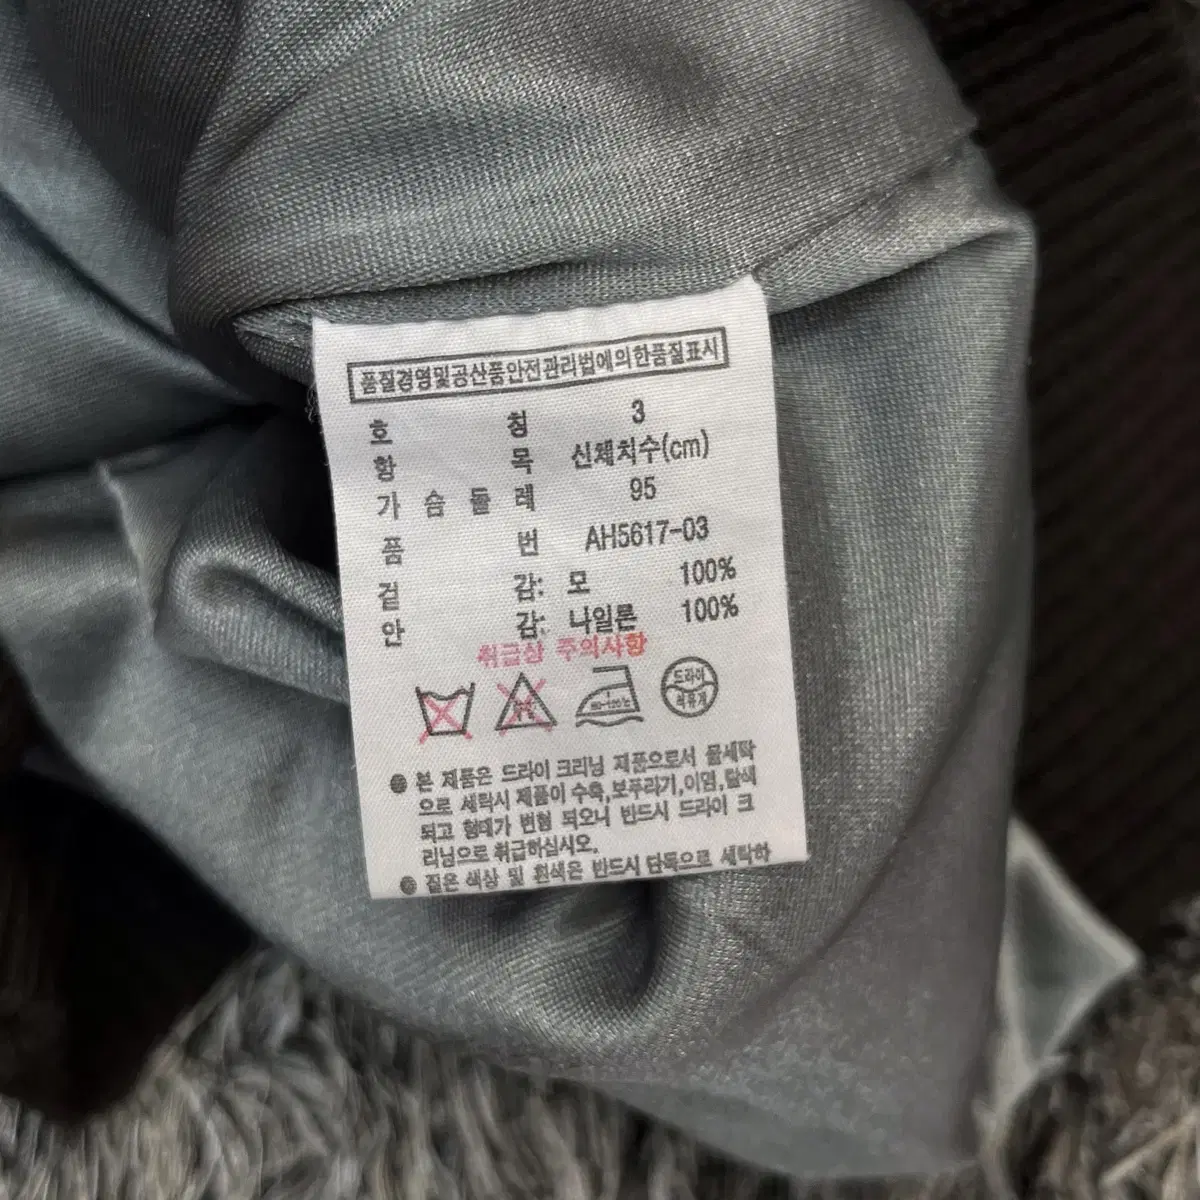 품질경영및공산품안전관리법에의한품질표시
호 칭 3
항 목 신체치수(cm)
가 슴 둘 레 95
품 번 AH5617-03
겉 감: 모 100%
안 감: 나일론 100%
취급상 주의사항
80~120℃
드라이
석유계
● 본 제품은 드라이 크리닝 제품으로서 물세탁
으로 세탁시 제품이 수축,보푸라기,이염,탈색
되고 형태가 변형 되오니 반드시 드라이 크
리닝으로 취급하십시오.
● 짙은 색상 및 흰색은 반드시 단독으로 세탁하